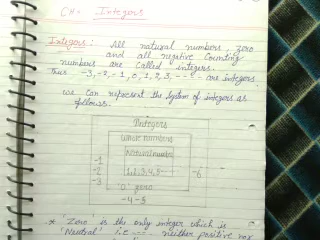 CH- Integers
Integers : All natural numbers, zero
and all negative counting
numbers are called integers.
Thus -3, -2, -1, 0, 1, 2, 3, ---- are integers
we can represent the system of integers as
follows.
Integers
whole numbers
Natural numbers
1,2,3,4,5---
'0' zero
-1
-2
-3
-6
-4 -5
* 'Zero' is the only integer which is
'Neutral' i.e --- neither positive nor